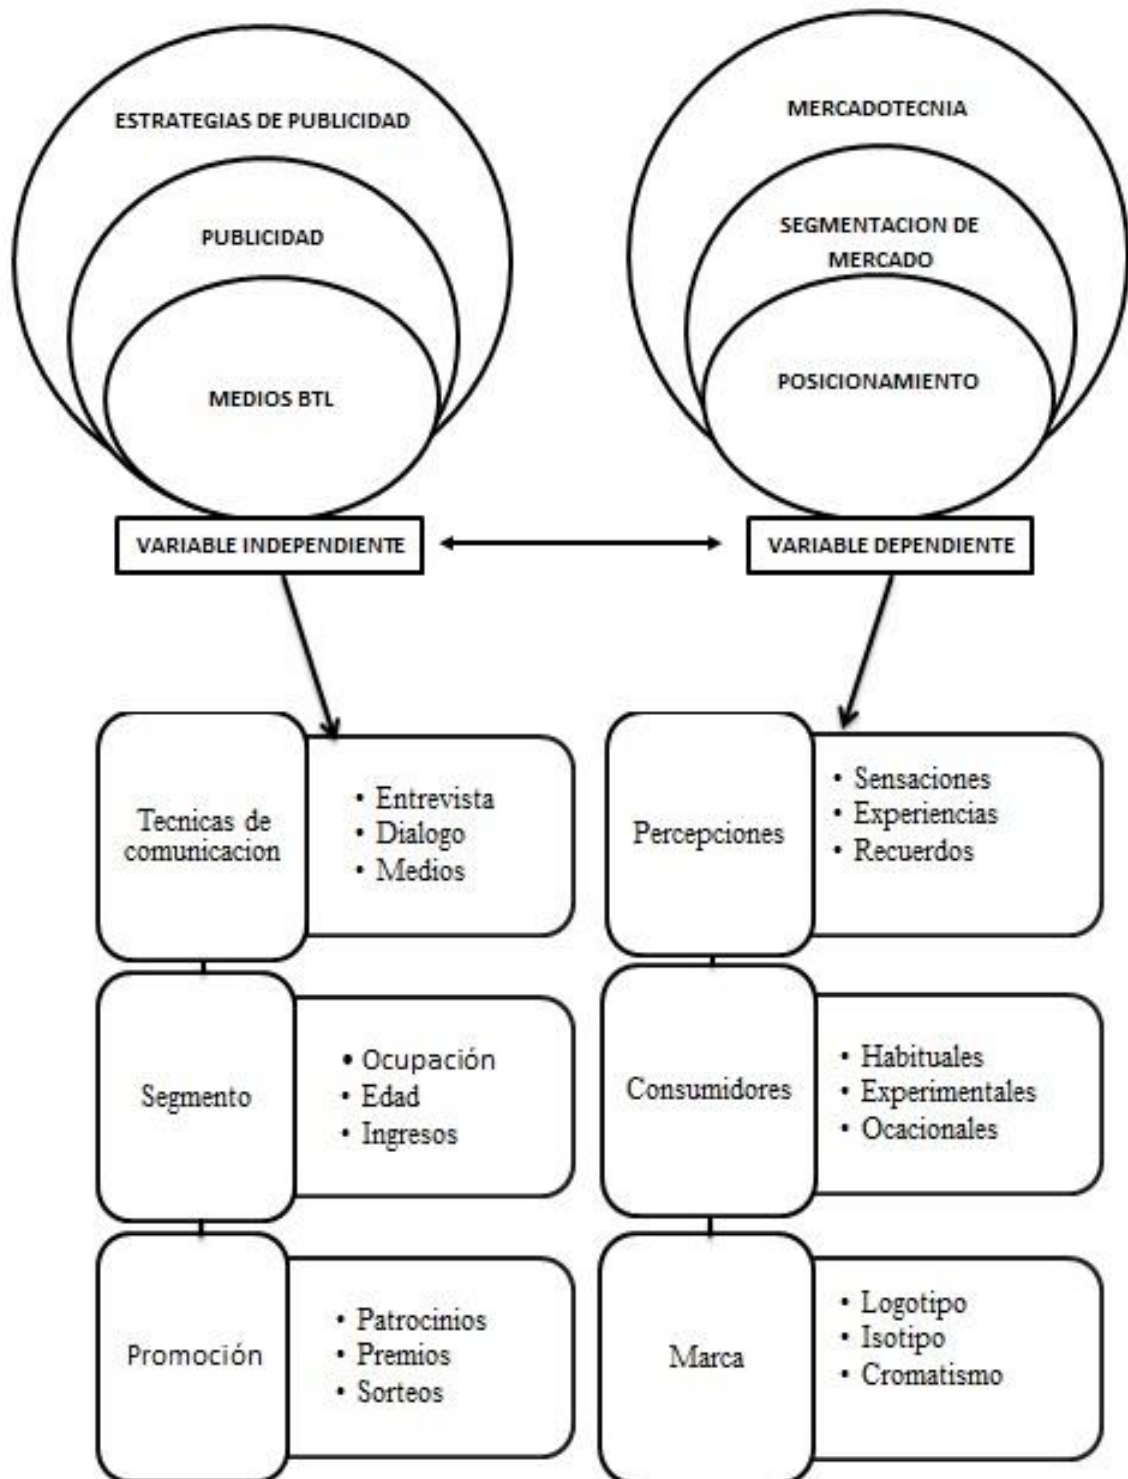 ESTRATEGIAS DE PUBLICIDAD
PUBLICIDAD
MEDIOS BTL
VARIABLE INDEPENDIENTE
MERCADOTECNIA
SEGMENTACION DE
MERCADO
POSICIONAMIENTO
VARIABLE DEPENDIENTE
Tecnicas de
comunicacion
• Entrevista
• Dialogo
• Medios
Segmento
• Ocupación
• Edad
• Ingresos
Promoción
• Patrocinios
• Premios
• Sorteos
Percepciones
• Sensaciones
• Experiencias
• Recuerdos
Consumidores
• Habituales
• Experimentales
• Ocacionales
Marca
• Logotipo
• Isotipo
• Cromatismo